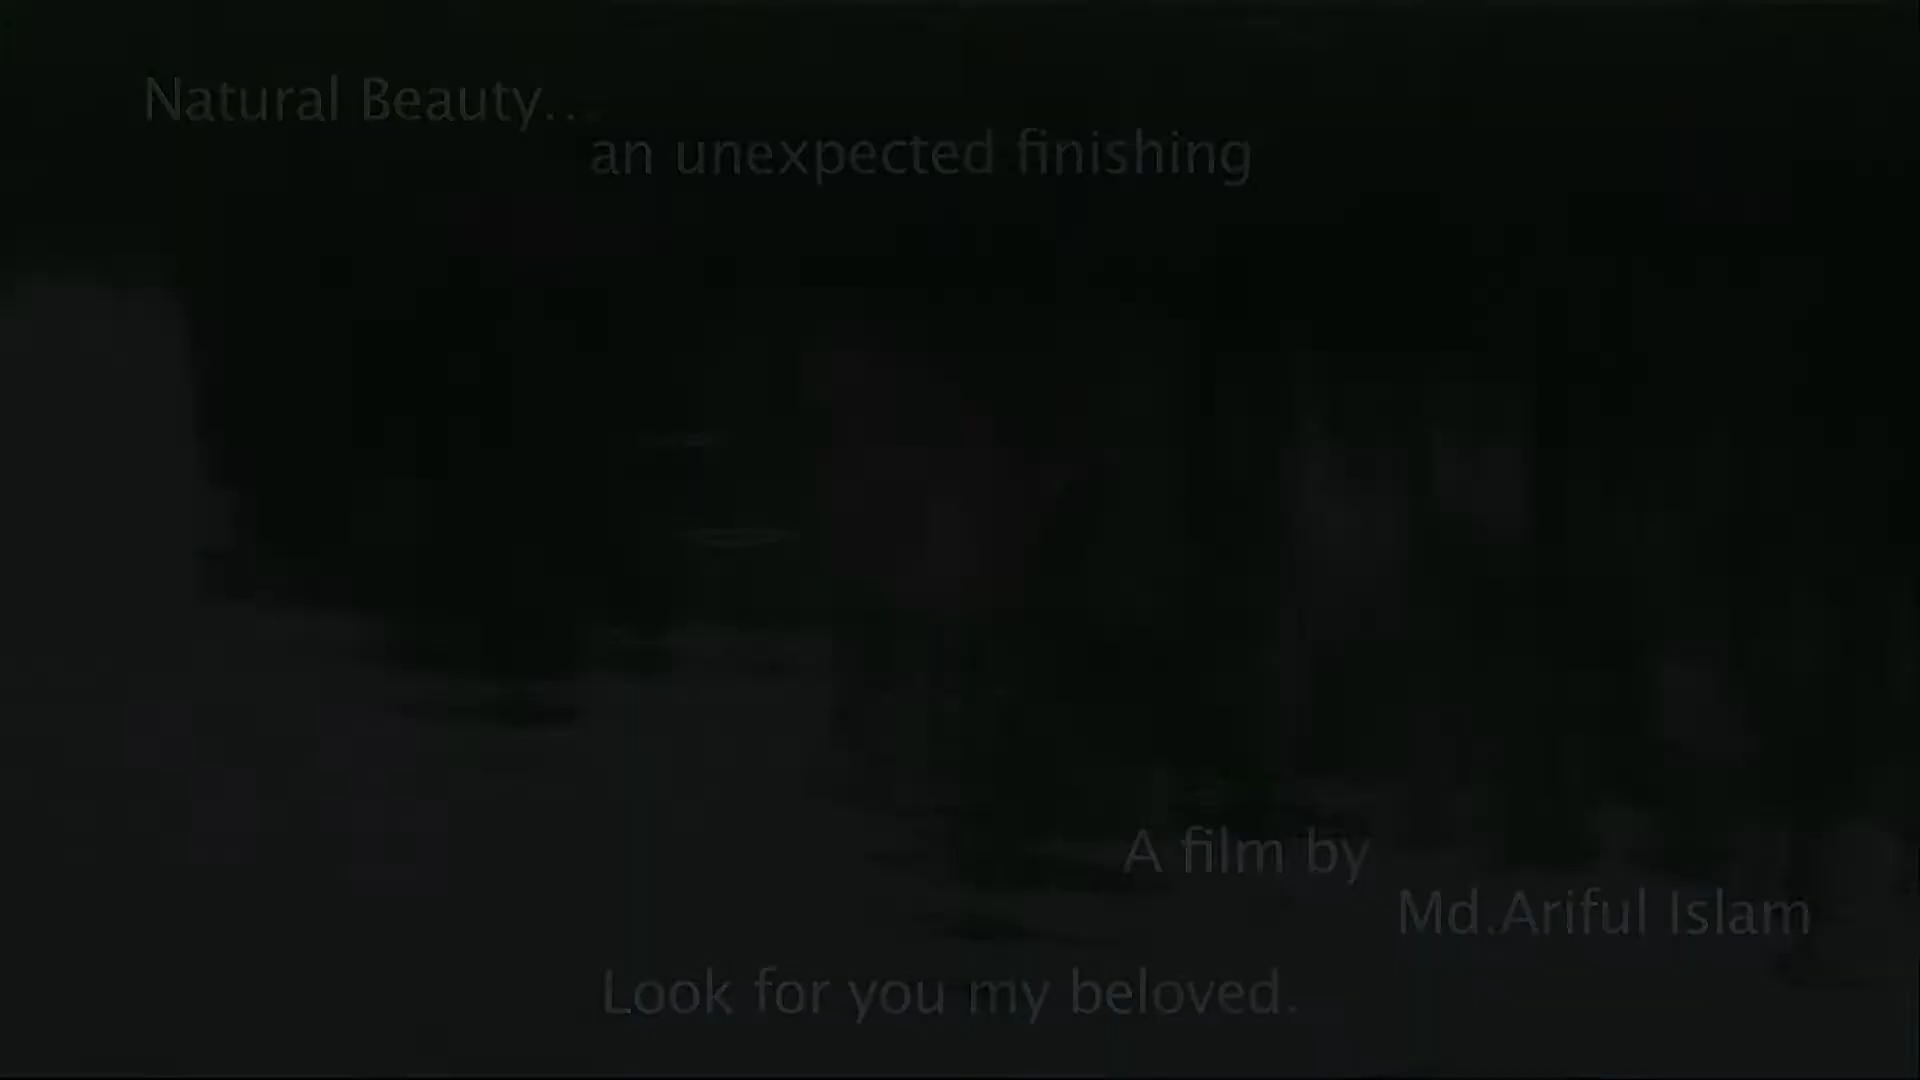 Natural Beauty...
an unexpected finishing
A film by
Md.Ariful Islam
Look for you my beloved.